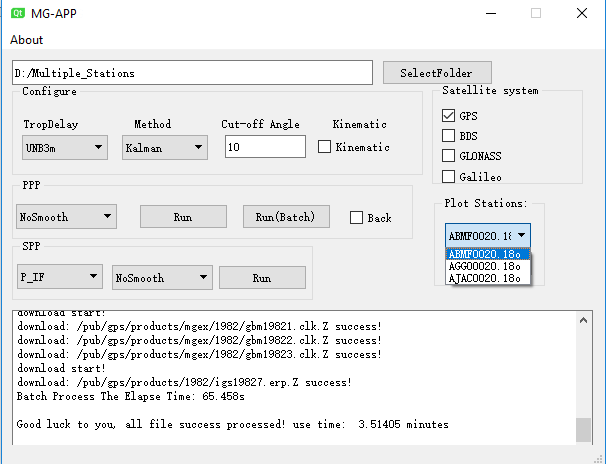 MG-APP
About
D:/Multiple_Stations
SelectFolder
Configure
Satellite system
TropDelay
Method
Cut-off Angle
Kinematic
UNB3m
Kalman
10
Kinematic
GPS
BDS
GLONASS
Galileo
PPP
NoSmooth
Run
Run(Batch)
Back
Plot Stations:
ABMF0020.18o
ABMF0020.18o
AGGO0020.18o
AJAC0020.18o
SPP
P_IF
NoSmooth
Run
download start!
download: /pub/gps/products/mgex/1982/gbm19821.clk.Z success!
download: /pub/gps/products/mgex/1982/gbm19822.clk.Z success!
download: /pub/gps/products/mgex/1982/gbm19823.clk.Z success!
download start!
download: /pub/gps/products/1982/igs19827.erp.Z success!
Batch Process The Elapse Time: 65.458s
Good luck to you, all file success processed! use time:  3.51405 minutes